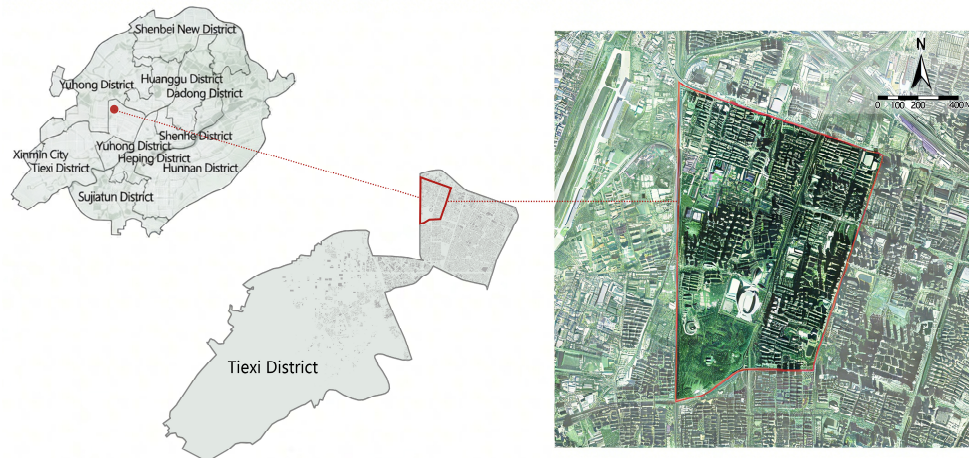 Shenbei New District
Yuhong District
Huanggu District
Dadong District
Shenhe District
Yuhong District
Heping District
Xinmin City
Tiexi District
Hunnan District
Sujiatun District
Tiexi District
N
0 100 200 400%